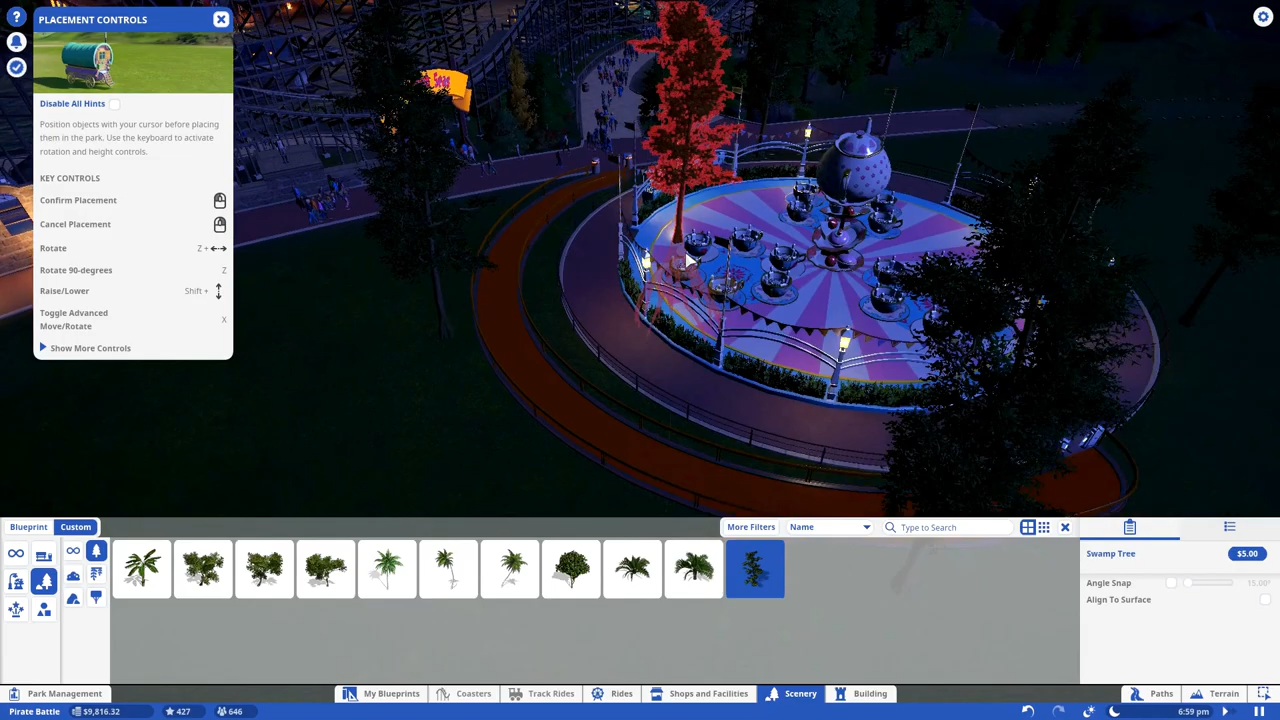 PLACEMENT CONTROLS
Disable All Hints
Position objects with your cursor before placing
them in the park. Use the keyboard to activate
rotation and height controls.
KEY CONTROLS
Confirm Placement
Cancel Placement
Rotate Z +
Rotate 90-degrees Z
Raise/Lower Shift +
Toggle Advanced
Move/Rotate X
Show More Controls
Blueprint Custom
More Filters Name Type to Search
Swamp Tree $5.00
Angle Snap 15.00°
Align To Surface
Park Management My Blueprints Coasters Track Rides Rides Shops and Facilities Scenery Building Paths Terrain
Pirate Battle $9,816.32 427 646 6:59 pm